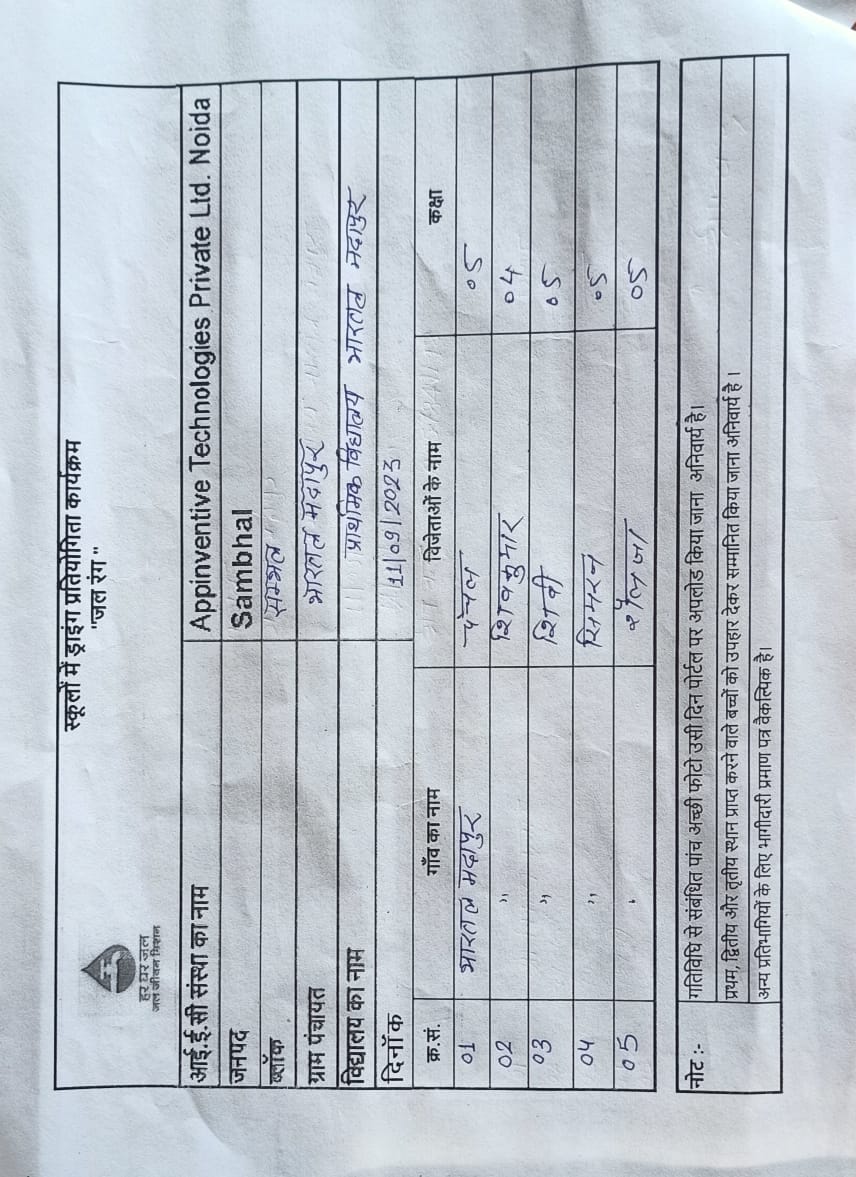 स्कूलों में ड्राइंग प्रतियोगिता कार्यक्रम
"जल रंग"
हर घर जल
जल जीवन मिशन
आई.ई.सी संस्था का नाम Appinventive Technologies Private Ltd. Noida
जनपद Sambhal
ब्लॉक सम्भल
ग्राम पंचायत भारतल मदापुर
विद्यालय का नाम प्राथमिक विद्यालय भारतल मदापुर
दिनॉक 11/09/2023
क्र.सं. गॉव का नाम विजेताओं के नाम कक्षा
01 भारतल मदापुर चंचल 05
02 " शिवकुमार 04
03 " शिवी 05
04 " सिमरन 05
05 " शैलजा 05
नोट :- गतिविधि से संबंधित पांच अच्छी फोटो उसी दिन पोर्टल पर अपलोड किया जाना अनिवार्य है।
प्रथम, द्वितीय और तृतीय स्थान प्राप्त करने वाले बच्चों को उपहार देकर सम्मानित किया जाना अनिवार्य है।
अन्य प्रतिभागियों के लिए भागीदारी प्रमाण पत्र वैकल्पिक है।